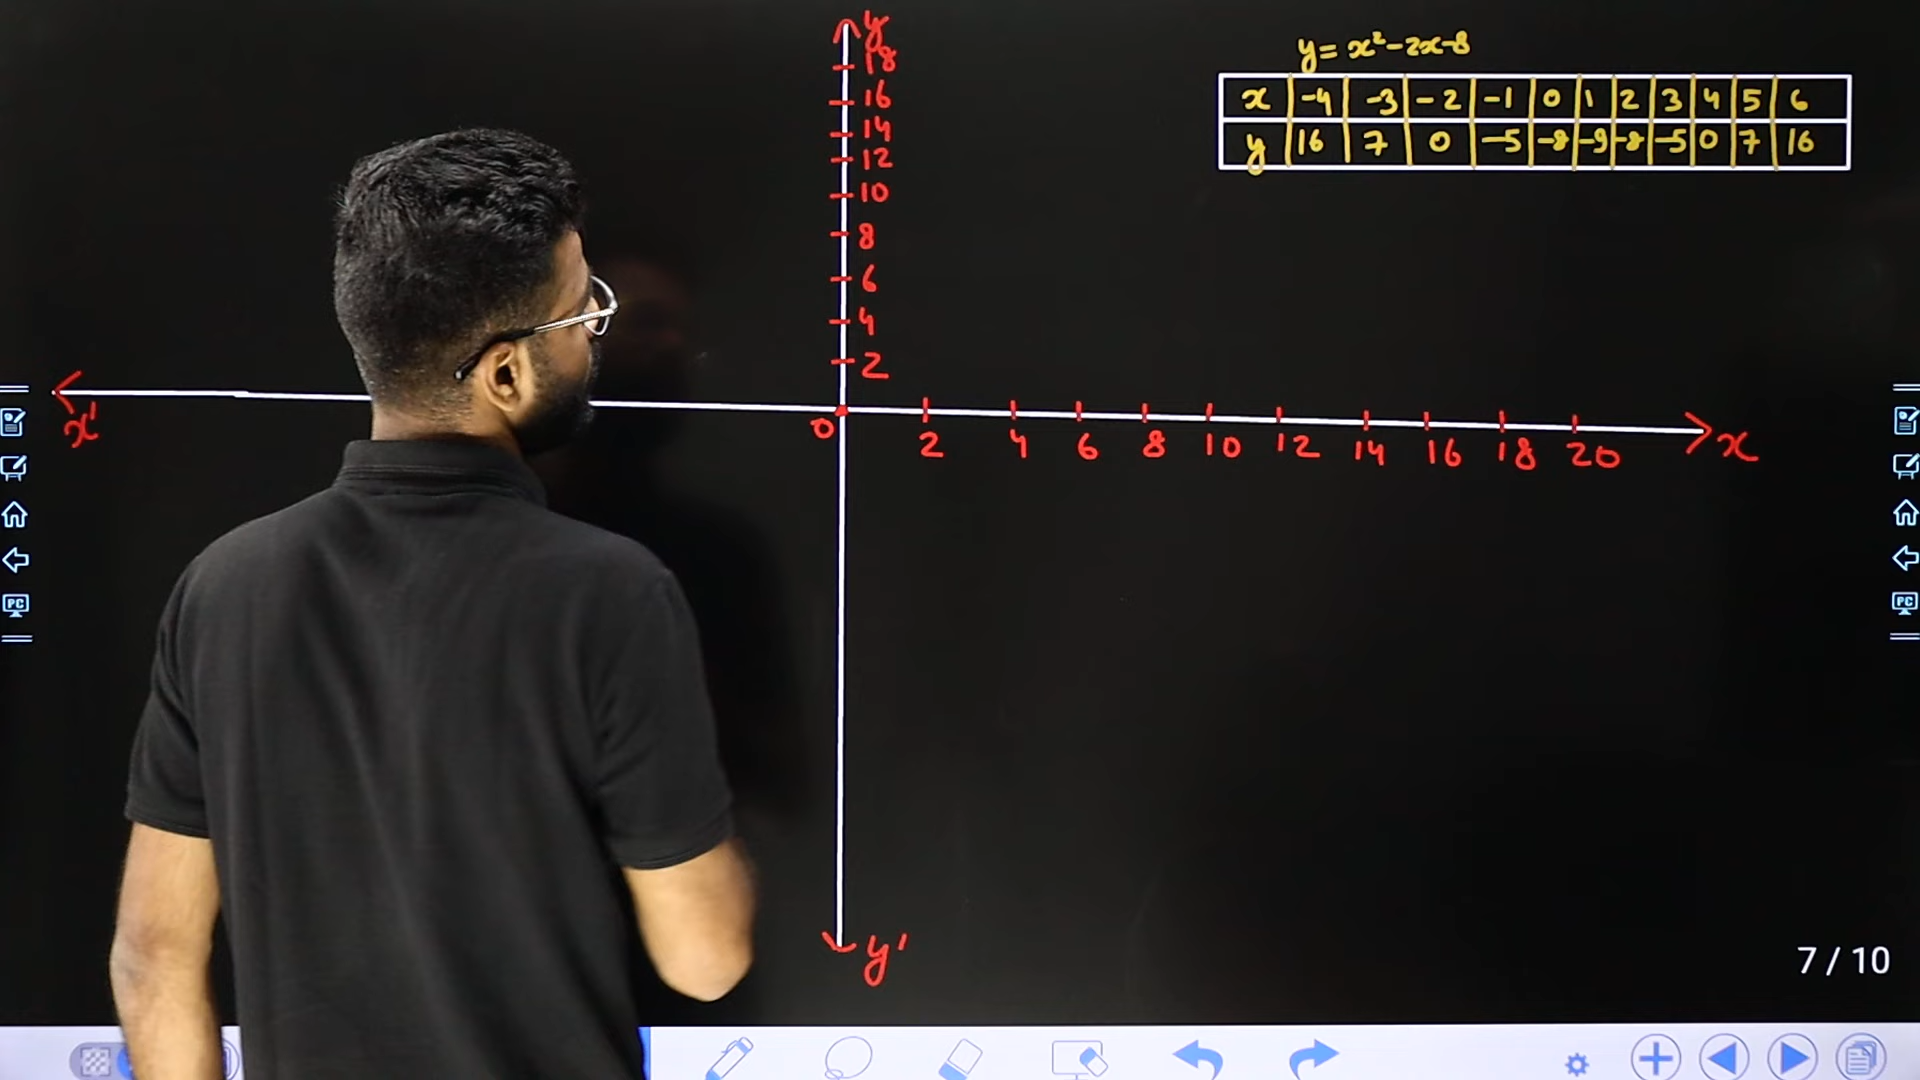 y = x² - 2x - 8
x -4 -3 -2 -1 0 1 2 3 4 5 6
y 16 7 0 -5 -8 -9 -8 -5 0 7 16
y
18
16
14
12
10
8
6
4
2
x'
0 2 4 6 8 10 12 14 16 18 20 x
PC
PC
y'
7 / 10